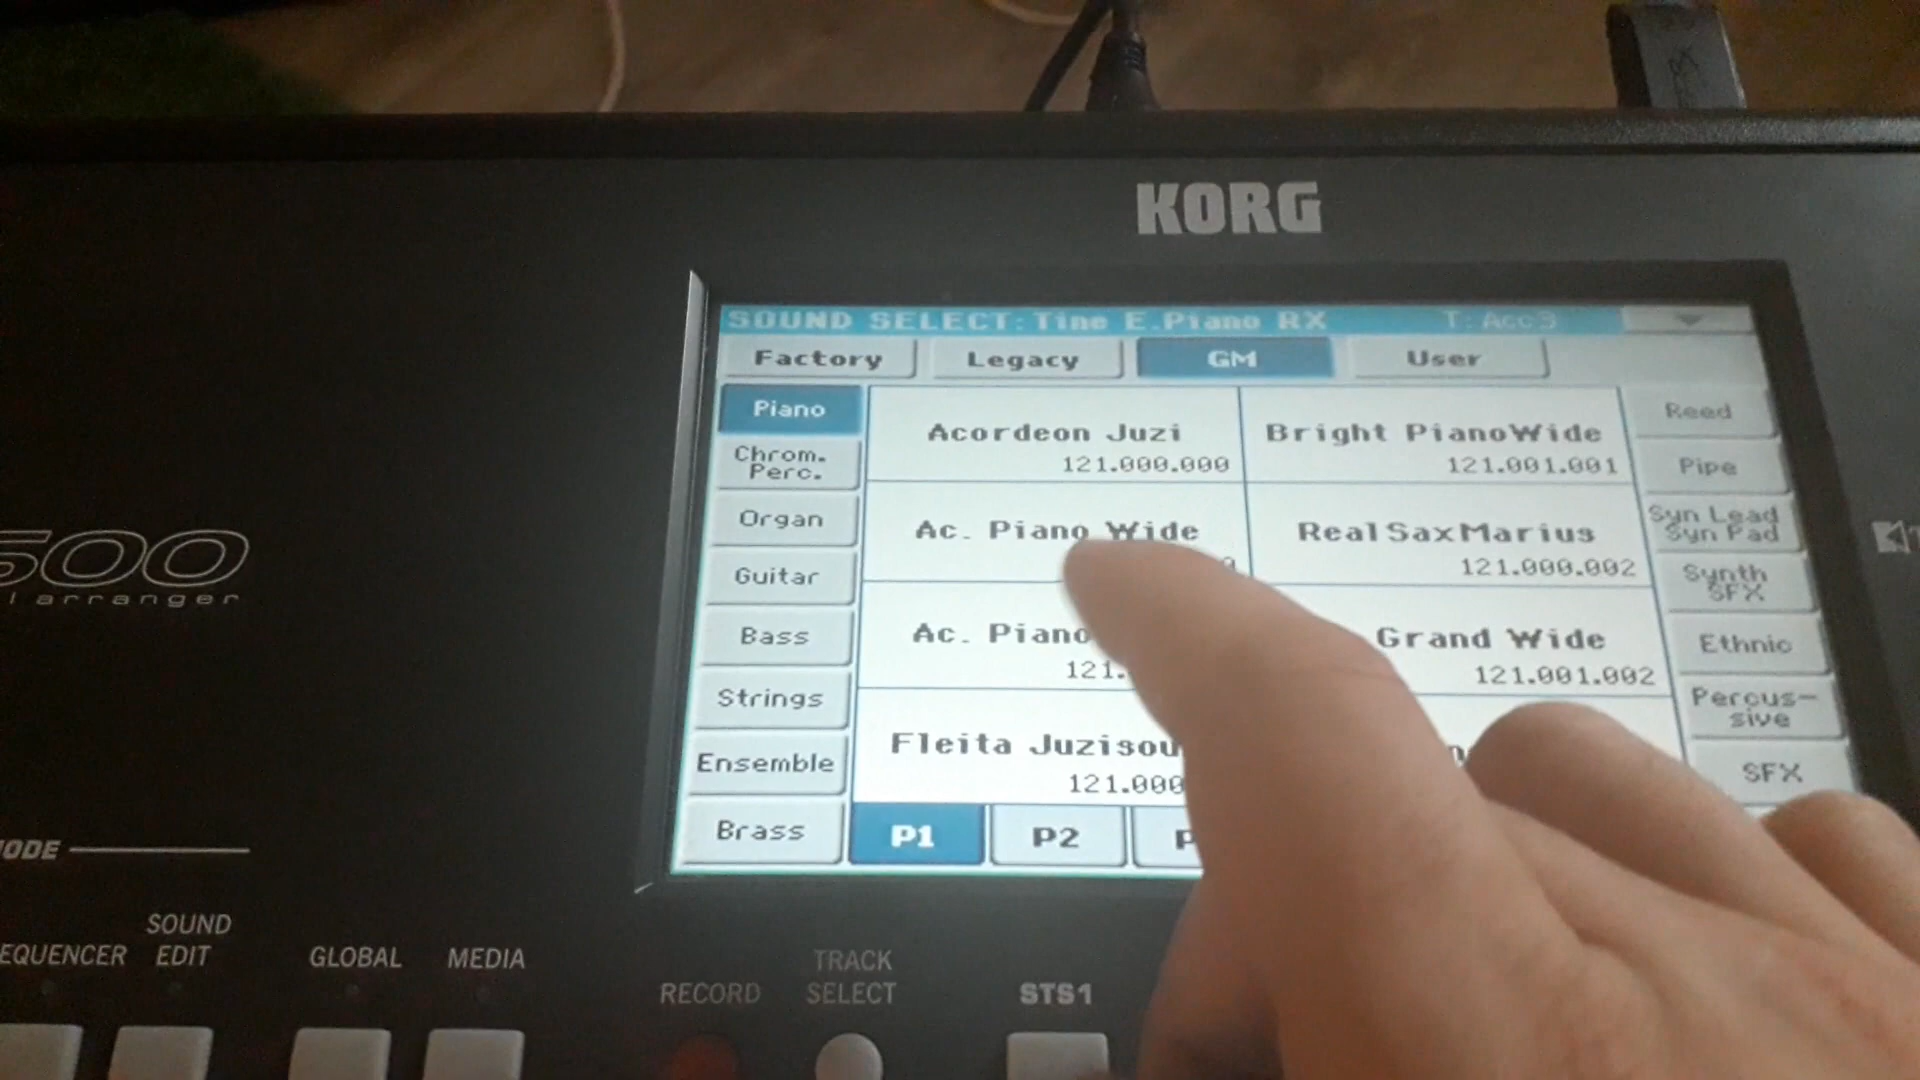 KORG
SOUND SELECT: Tine E.Piano RX T: Acc3
Factory Legacy GM User
Piano
Chrom.
Perc.
Organ
Guitar
Bass
Strings
Ensemble
Brass
Acordeon Juzi
121.000.000
Bright PianoWide
121.001.001
Ac. Piano Wide
RealSaxMarius
121.000.002
Ac. Piano
121.
Grand Wide
121.001.002
Fleita Juzisou
121.000
P1 P2 P
Reed
Pipe
Syn Lead
Syn Pad
Synth
SFX
Ethnic
Percus-
sive
SFX
500
arranger
MODE
SEQUENCER
SOUND
EDIT
GLOBAL
MEDIA
RECORD
TRACK
SELECT
STS1